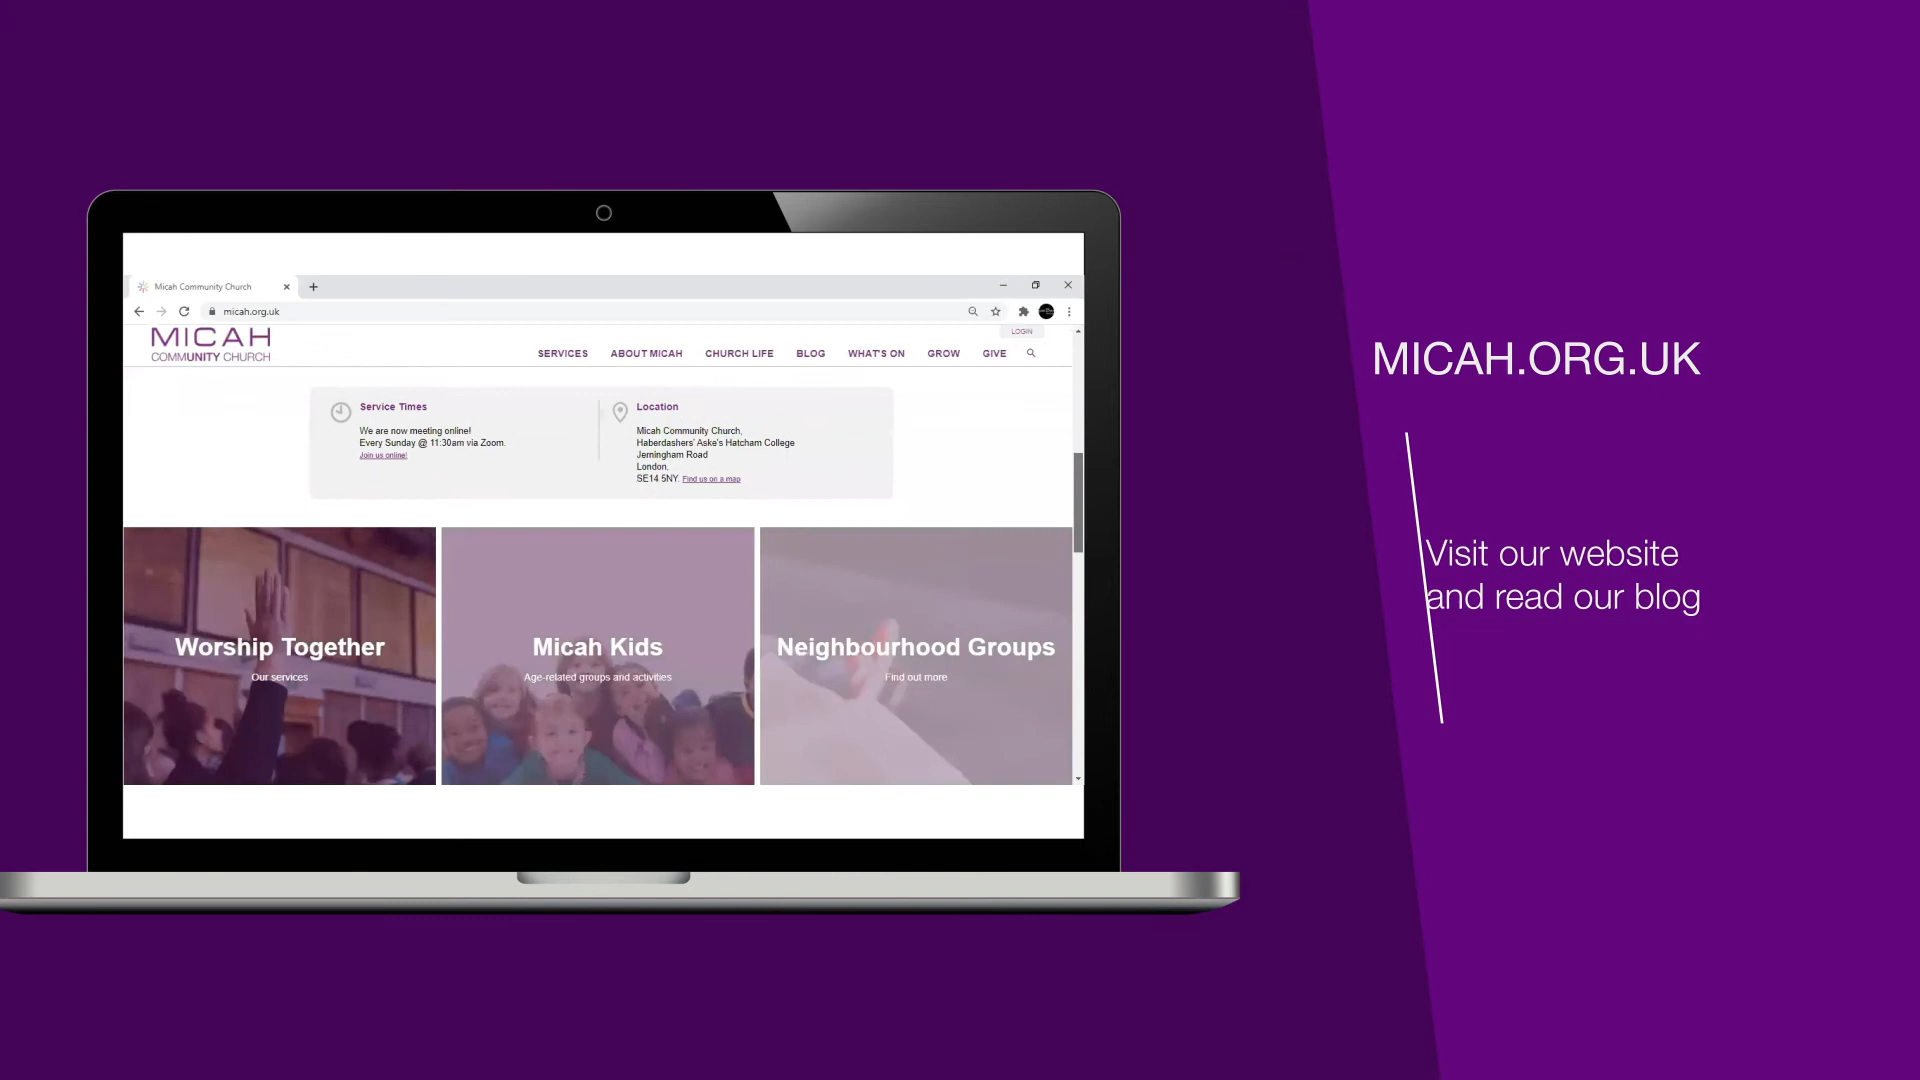 Micah Community Church
micah.org.uk
MICAH
COMMUNITY CHURCH
LOGIN
SERVICES ABOUT MICAH CHURCH LIFE BLOG WHAT'S ON GROW GIVE
Service Times
We are now meeting online!
Every Sunday @ 11:30am via Zoom.
Join us online!
Location
Micah Community Church,
Haberdashers' Aske's Hatcham College
Jerningham Road
London.
SE14 5NY. Find us on a map
Worship Together
Our services
Micah Kids
Age-related groups and activities
Neighbourhood Groups
Find out more
MICAH.ORG.UK
Visit our website
and read our blog